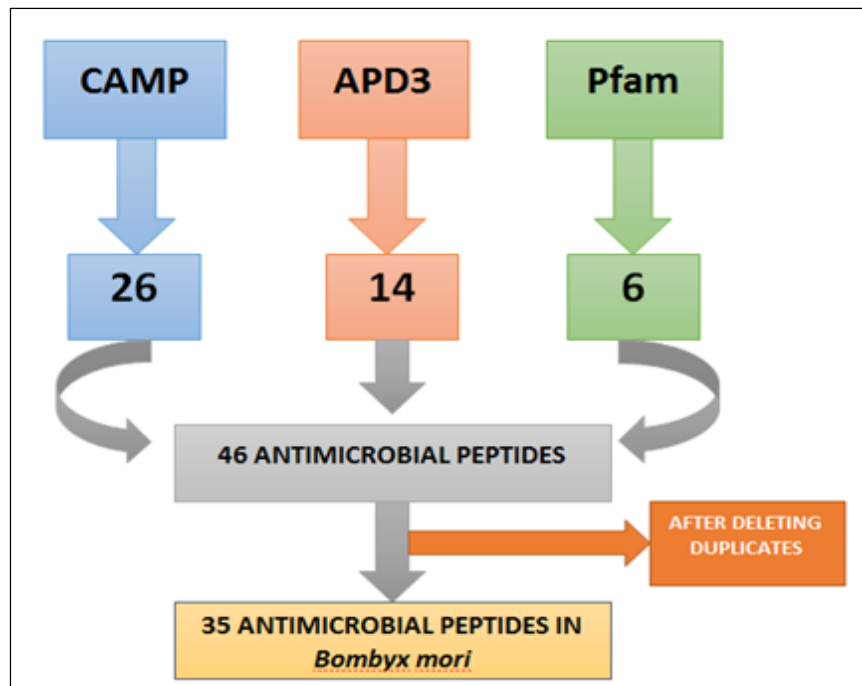 CAMP
APD3
Pfam
26
14
6
46 ANTIMICROBIAL PEPTIDES
AFTER DELETING
DUPLICATES
35 ANTIMICROBIAL PEPTIDES IN
Bombyx mori